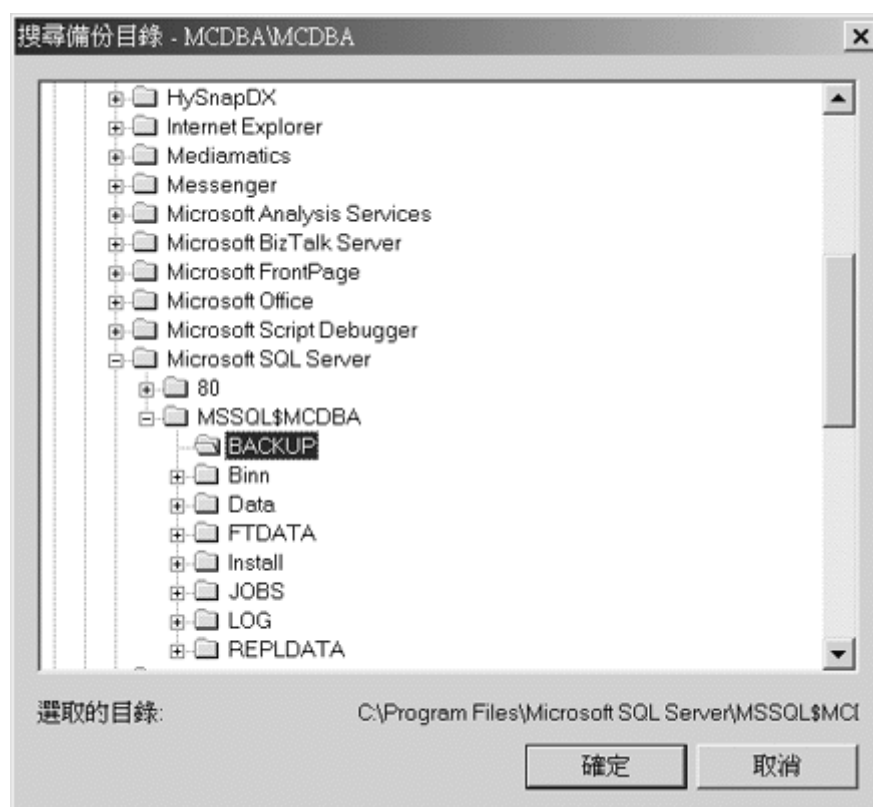 搜尋備份目錄 - MCDBA\MCDBA
HySnapDX
Internet Explorer
Mediamatics
Messenger
Microsoft Analysis Services
Microsoft BizTalk Server
Microsoft FrontPage
Microsoft Office
Microsoft Script Debugger
Microsoft SQL Server
80
MSSQL$MCDBA
BACKUP
Binn
Data
FTDATA
Install
JOBS
LOG
REPLDATA
選取的目錄: C:\Program Files\Microsoft SQL Server\MSSQL$MCI
確定 取消